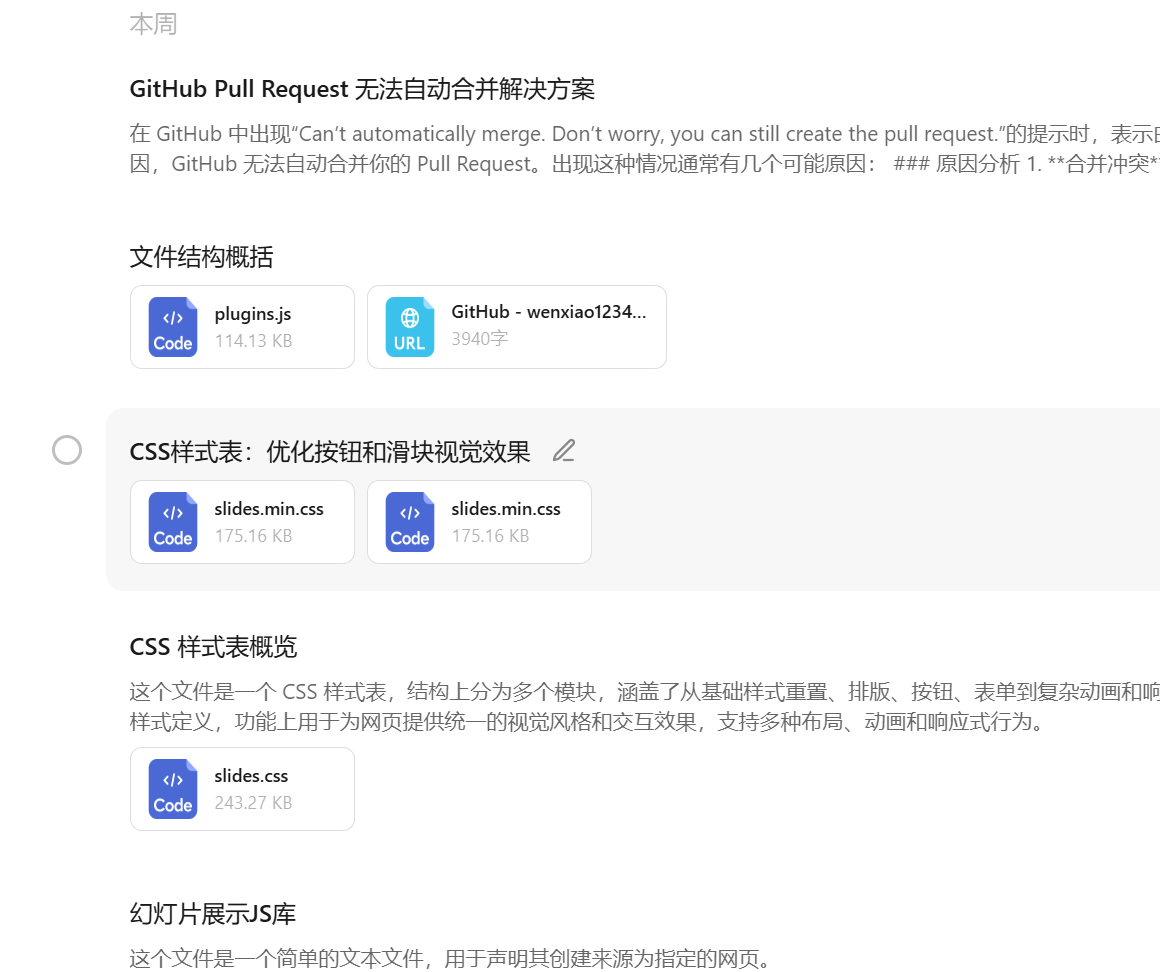 本周
GitHub Pull Request 无法自动合并解决方案
在 GitHub 中出现“Can’t automatically merge. Don’t worry, you can still create the pull request.”的提示时，表示
因，GitHub 无法自动合并你的 Pull Request。出现这种情况通常有几个可能原因： ### 原因分析 1. **合并冲突**
文件结构概括
Code
plugins.js
114.13 KB
URL
GitHub - wenxiao1234...
3940字
CSS样式表：优化按钮和滑块视觉效果
Code
slides.min.css
175.16 KB
Code
slides.min.css
175.16 KB
CSS 样式表概览
这个文件是一个 CSS 样式表，结构上分为多个模块，涵盖了从基础样式重置、排版、按钮、表单到复杂动画和响
样式定义，功能上用于为网页提供统一的视觉风格和交互效果，支持多种布局、动画和响应式行为。
Code
slides.css
243.27 KB
幻灯片展示JS库
这个文件是一个简单的文本文件，用于声明其创建来源为指定的网页。